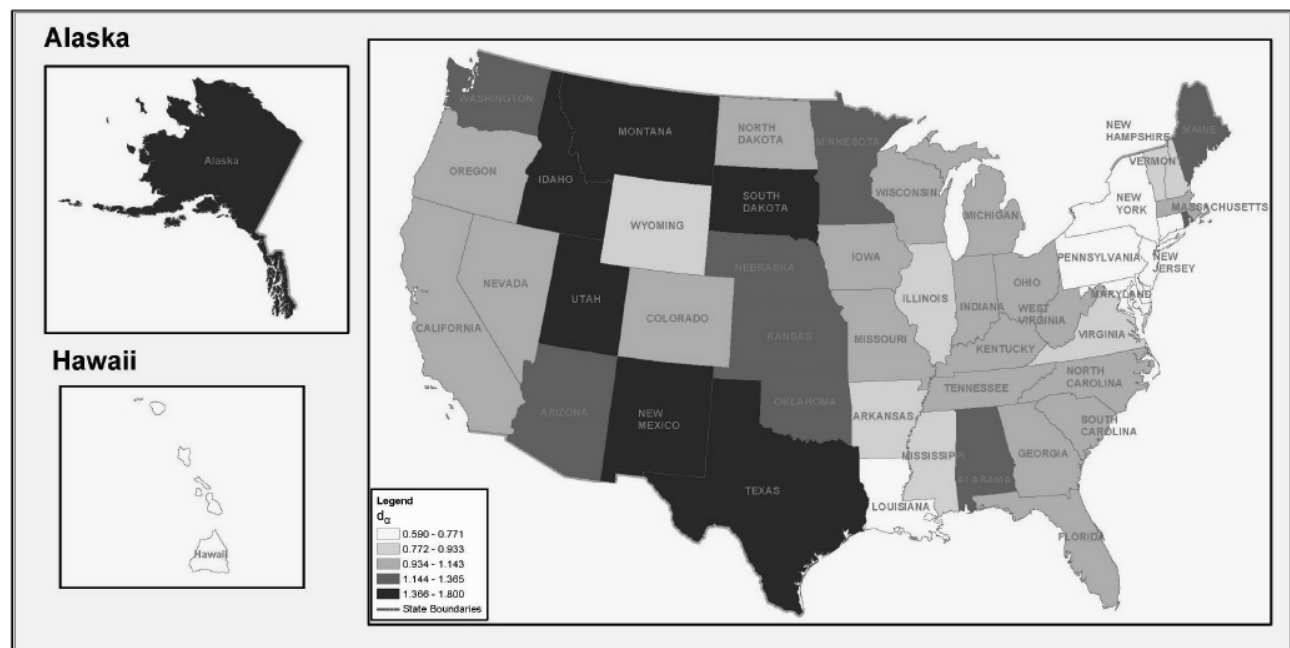 Alaska
Alaska
Hawaii
Hawaii
WASHINGTON
MONTANA
NORTH
DAKOTA
MINNESOTA
NEW
HAMPSHIRE
MAINE
VERMONT
OREGON
IDAHO
SOUTH
DAKOTA
WISCONSIN
MICHIGAN
NEW
YORK
MASSACHUSETTS
WYOMING
IOWA
NEBRASKA
PENNSYLVANIA
NEW
JERSEY
NEVADA
UTAH
COLORADO
ILLINOIS
INDIANA
OHIO
MARYLAND
WEST
VIRGINIA
VIRGINIA
CALIFORNIA
KANSAS
MISSOURI
KENTUCKY
ARIZONA
NEW
MEXICO
OKLAHOMA
ARKANSAS
TENNESSEE
NORTH
CAROLINA
SOUTH
CAROLINA
MISSISSIPPI
ALABAMA
GEORGIA
TEXAS
LOUISIANA
FLORIDA
Legend
dα
0.590 - 0.771
0.772 - 0.933
0.934 - 1.143
1.144 - 1.365
1.366 - 1.800
State Boundaries